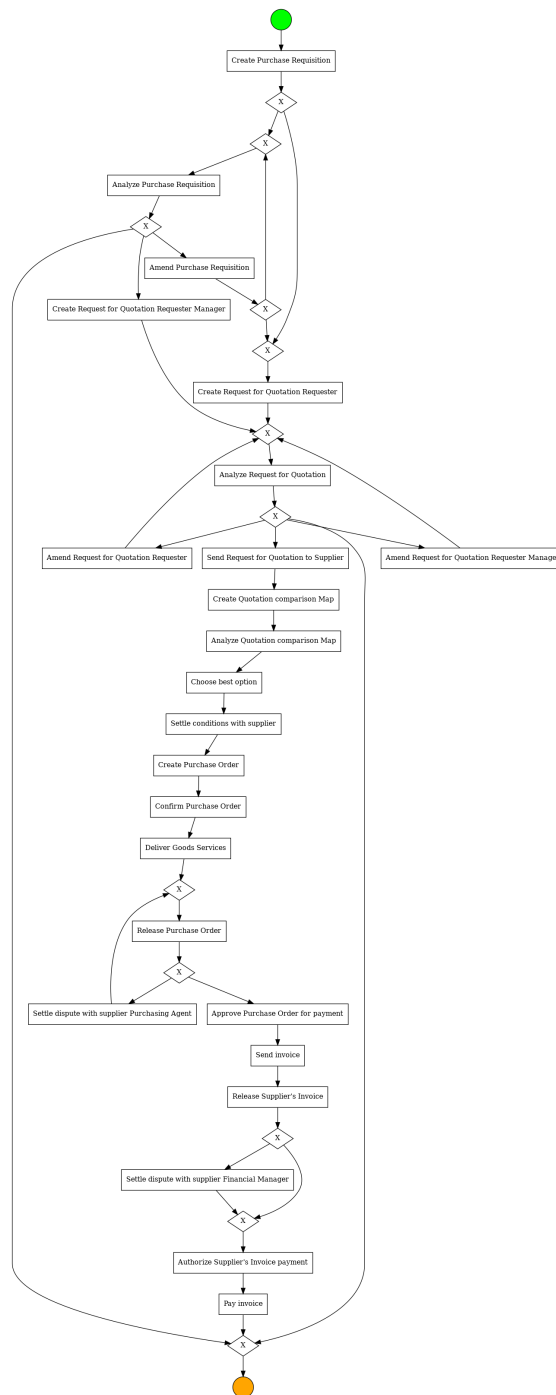 Create Purchase Requisition
X
X
Analyze Purchase Requisition
X
Amend Purchase Requisition
Create Request for Quotation Requester Manager
X
X
Create Request for Quotation Requester
X
Analyze Request for Quotation
X
Amend Request for Quotation Requester
Send Request for Quotation to Supplier
Amend Request for Quotation Requester Manage
Create Quotation comparison Map
Analyze Quotation comparison Map
Choose best option
Settle conditions with supplier
Create Purchase Order
Confirm Purchase Order
Deliver Goods Services
X
Release Purchase Order
X
Settle dispute with supplier Purchasing Agent
Approve Purchase Order for payment
Send invoice
Release Supplier's Invoice
X
Settle dispute with supplier Financial Manager
X
Authorize Supplier's Invoice payment
Pay invoice
X